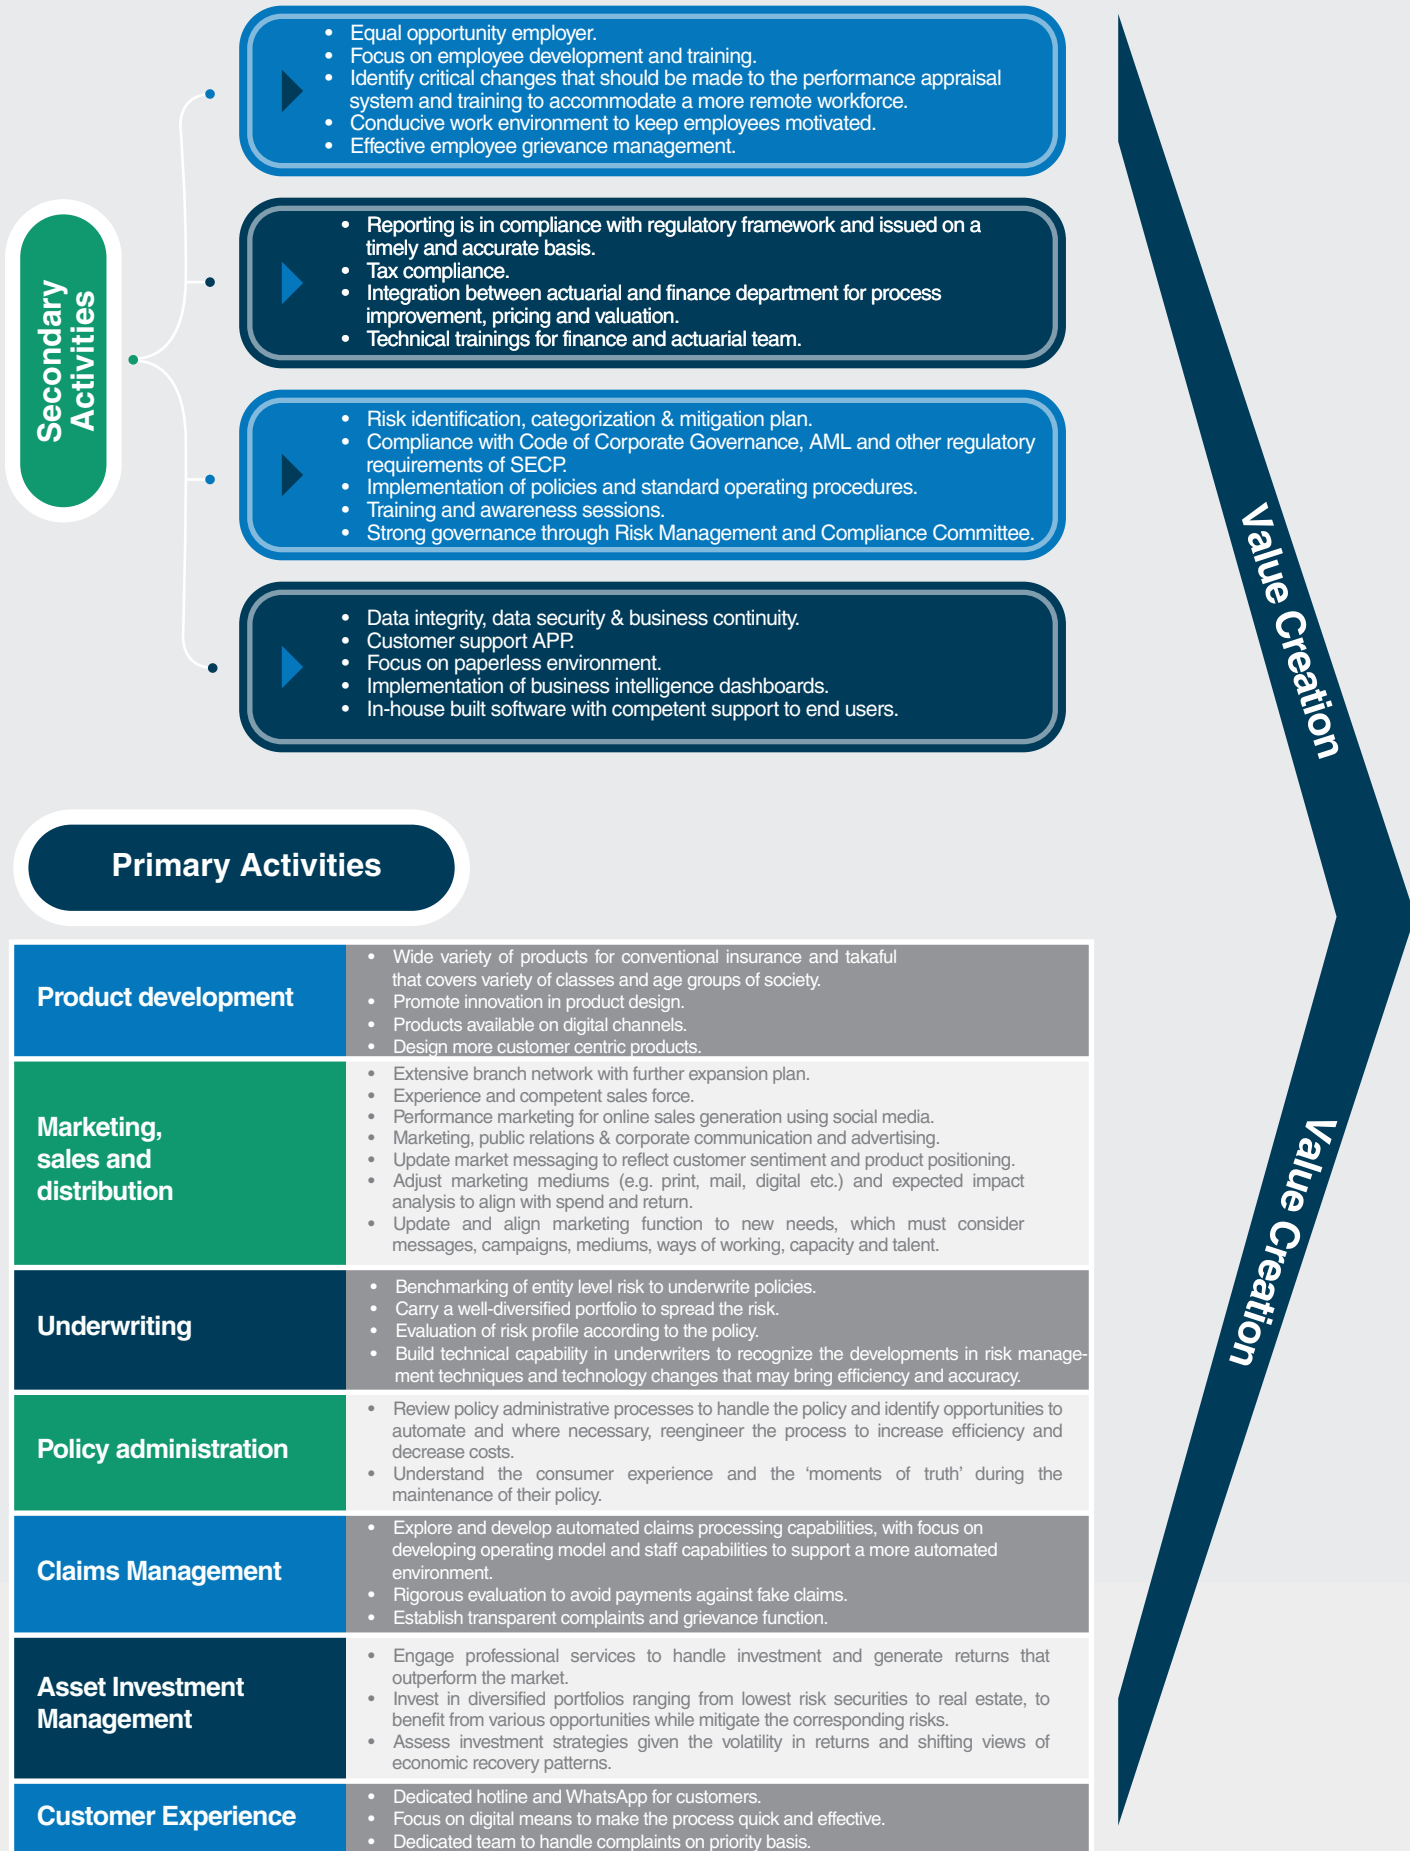 • Equal opportunity employer.
• Focus on employee development and training.
• Identify critical changes that should be made to the performance appraisal
system and training to accommodate a more remote workforce.
• Conducive work environment to keep employees motivated.
• Effective employee grievance management.
Secondary
Activities
• Reporting is in compliance with regulatory framework and issued on a
timely and accurate basis.
• Tax compliance.
• Integration between actuarial and finance department for process
improvement, pricing and valuation.
• Technical trainings for finance and actuarial team.
• Risk identification, categorization & mitigation plan.
• Compliance with Code of Corporate Governance, AML and other regulatory
requirements of SECP.
• Implementation of policies and standard operating procedures.
• Training and awareness sessions.
• Strong governance through Risk Management and Compliance Committee.
• Data integrity, data security & business continuity.
• Customer support APP.
• Focus on paperless environment.
• Implementation of business intelligence dashboards.
• In-house built software with competent support to end users.
Value Creation
Primary Activities
Product development
• Wide variety of products for conventional insurance and takaful
that covers variety of classes and age groups of society.
• Promote innovation in product design.
• Products available on digital channels.
• Design more customer centric products.
Marketing,
sales and
distribution
• Extensive branch network with further expansion plan.
• Experience and competent sales force.
• Performance marketing for online sales generation using social media.
• Marketing, public relations & corporate communication and advertising.
• Update market messaging to reflect customer sentiment and product positioning.
• Adjust marketing mediums (e.g. print, mail, digital etc.) and expected impact
analysis to align with spend and return.
• Update and align marketing function to new needs, which must consider
messages, campaigns, mediums, ways of working, capacity and talent.
Underwriting
• Benchmarking of entity level risk to underwrite policies.
• Carry a well-diversified portfolio to spread the risk.
• Evaluation of risk profile according to the policy.
• Build technical capability in underwriters to recognize the developments in risk manage-
ment techniques and technology changes that may bring efficiency and accuracy.
Policy administration
• Review policy administrative processes to handle the policy and identify opportunities to
automate and where necessary, reengineer the process to increase efficiency and
decrease costs.
• Understand the consumer experience and the ‘moments of truth’ during the
maintenance of their policy.
Claims Management
• Explore and develop automated claims processing capabilities, with focus on
developing operating model and staff capabilities to support a more automated
environment.
• Rigorous evaluation to avoid payments against fake claims.
• Establish transparent complaints and grievance function.
Asset Investment
Management
• Engage professional services to handle investment and generate returns that
outperform the market.
• Invest in diversified portfolios ranging from lowest risk securities to real estate, to
benefit from various opportunities while mitigate the corresponding risks.
• Assess investment strategies given the volatility in returns and shifting views of
economic recovery patterns.
Customer Experience
• Dedicated hotline and WhatsApp for customers.
• Focus on digital means to make the process quick and effective.
• Dedicated team to handle complaints on priority basis.
Value Creation